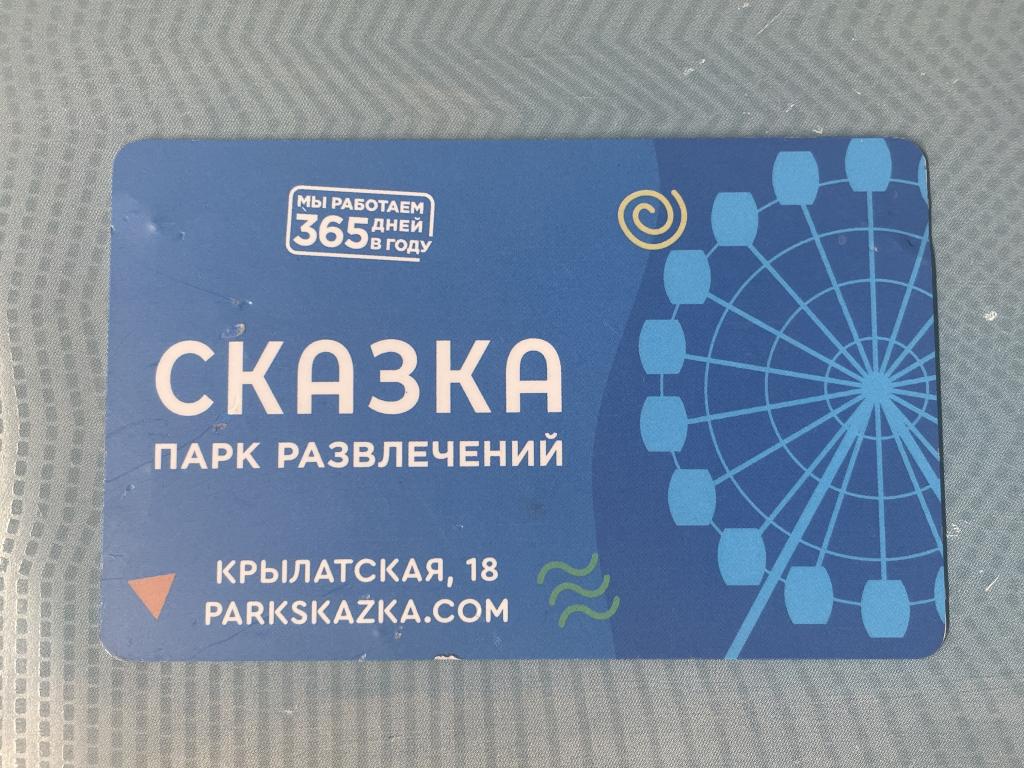 МЫ РАБОТАЕМ
365 ДНЕЙ
В ГОДУ
СКАЗКА
ПАРК РАЗВЛЕЧЕНИЙ
КРЫЛАТСКАЯ, 18
PARKSKAZKA.COM